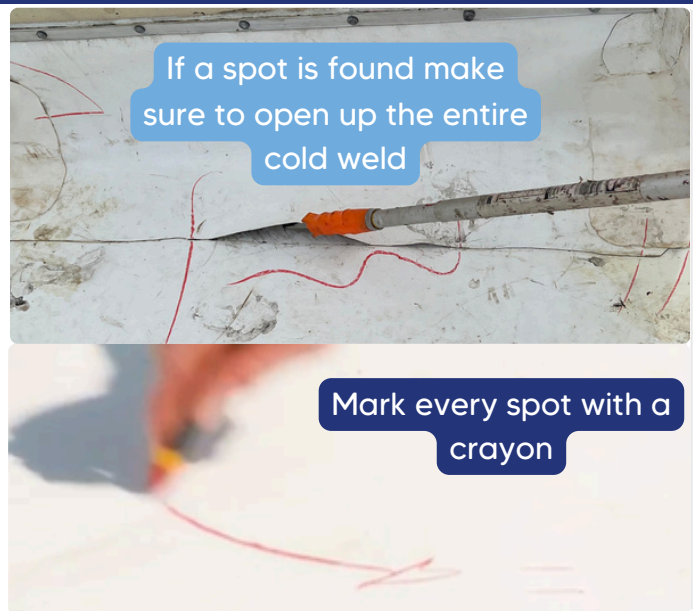 If a spot is found make
sure to open up the entire
cold weld
Mark every spot with a
crayon